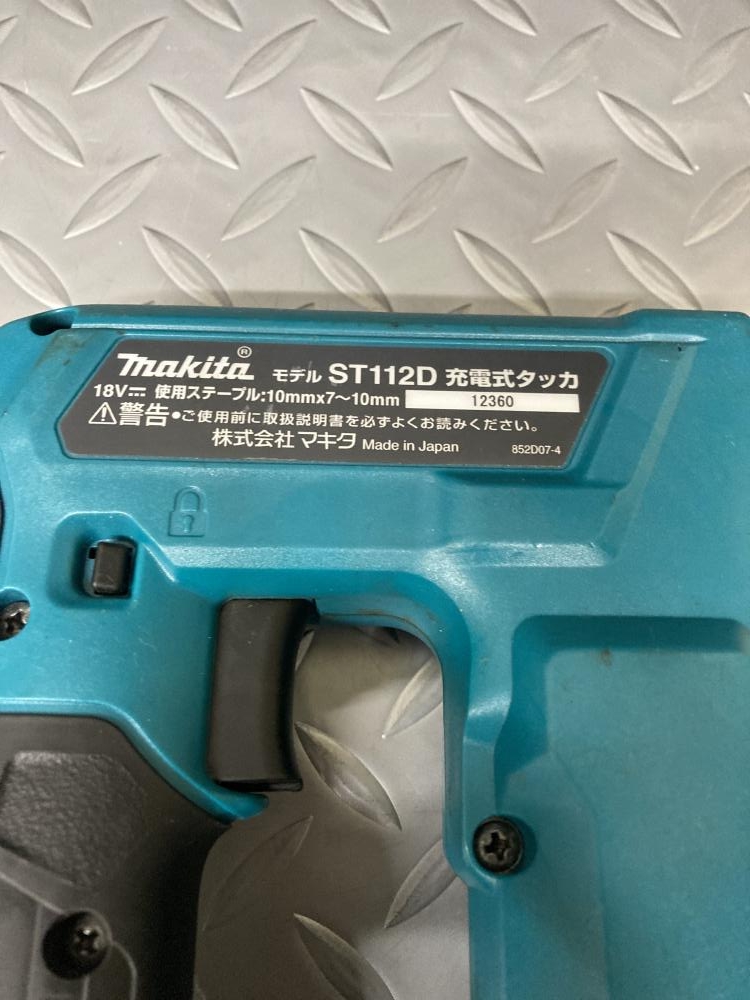 makita® モデル ST112D 充電式タッカ
18V⎓ 使用ステープル:10mmx7〜10mm 12360
⚠警告●ご使用前に取扱説明書を必ずよくお読みください。
株式会社 マキタ Made in Japan 852D07-4